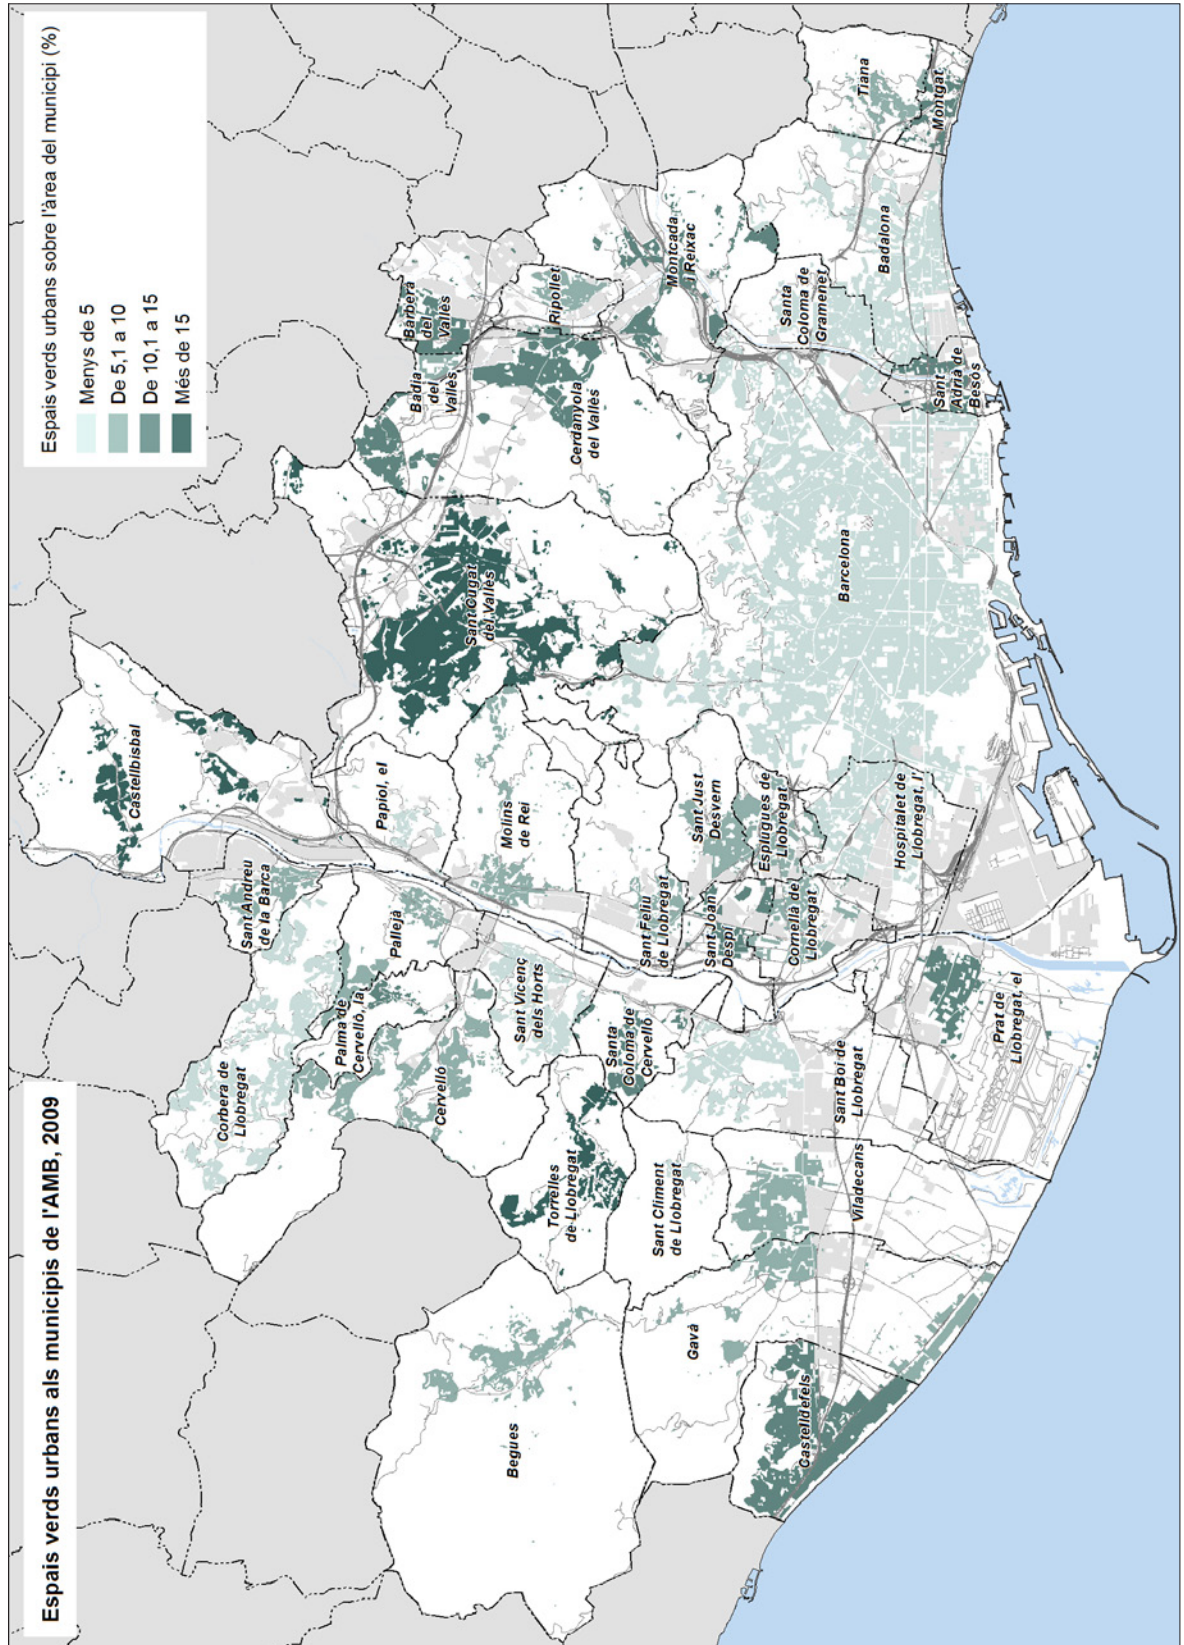 Espais verds urbans als municipis de l'AMB, 2009
Espais verds urbans sobre l'àrea del municipi (%)
Menys de 5
De 5,1 a 10
De 10,1 a 15
Més de 15
Castellbisbal
Sant Andreu
de la Barca
Papiol, el
Pallejà
Corbera de
Llobregat
Palma de
Cervelló, la
Cervelló
Sant Vicenç
dels Horts
Molins
de Rei
Sant Cugat
del Vallès
Badia
del
Vallès
Barberà
del
Vallès
Ripollet
Cerdanyola
del Vallès
Montcada
i Reixac
Tiana
Montgat
Badalona
Santa
Coloma de
Gramenet
Sant
Adrià de
Besòs
Barcelona
Sant Just
Desvern
Esplugues de
Llobregat
Hospitalet de
Llobregat, l'
Sant Feliu
de Llobregat
Sant Joan
Despí
Cornellà de
Llobregat
Santa
Coloma de
Cervelló
Torrelles
de Llobregat
Sant Climent
de Llobregat
Sant Boi de
Llobregat
Prat de
Llobregat, el
Viladecans
Begues
Gavà
Castelldefels